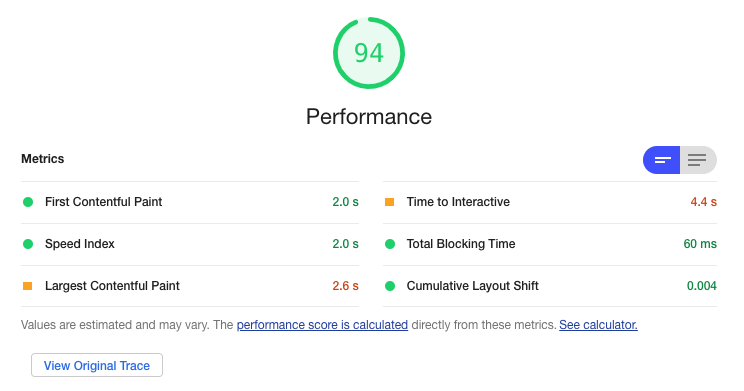 94
Performance
Metrics
First Contentful Paint 2.0 s
Time to Interactive 4.4 s
Speed Index 2.0 s
Total Blocking Time 60 ms
Largest Contentful Paint 2.6 s
Cumulative Layout Shift 0.004
Values are estimated and may vary. The performance score is calculated directly from these metrics. See calculator.
View Original Trace